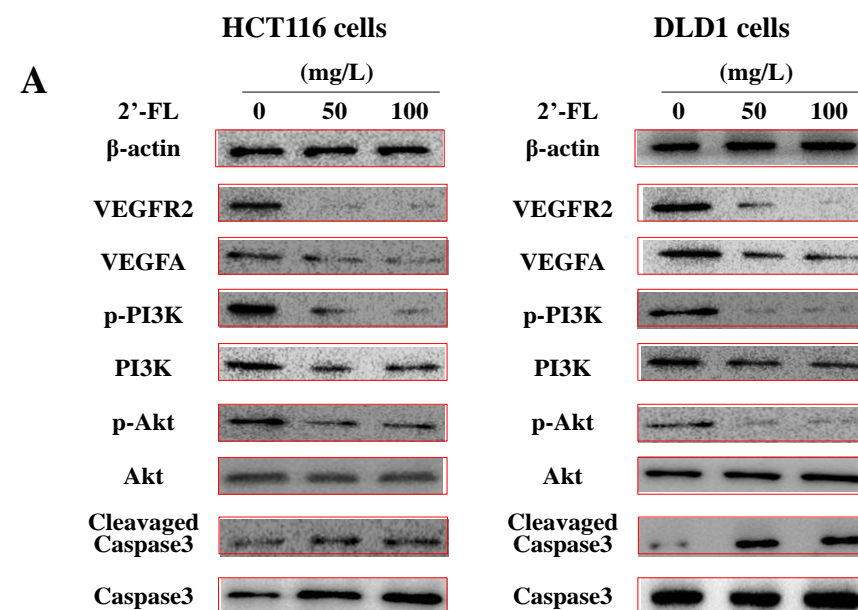 HCT116 cells
DLD1 cells
A
(mg/L)
(mg/L)
2’-FL 0 50 100
2’-FL 0 50 100
β-actin
β-actin
VEGFR2
VEGFR2
VEGFA
VEGFA
p-PI3K
p-PI3K
PI3K
PI3K
p-Akt
p-Akt
Akt
Akt
Cleavaged
Caspase3
Cleavaged
Caspase3
Caspase3
Caspase3